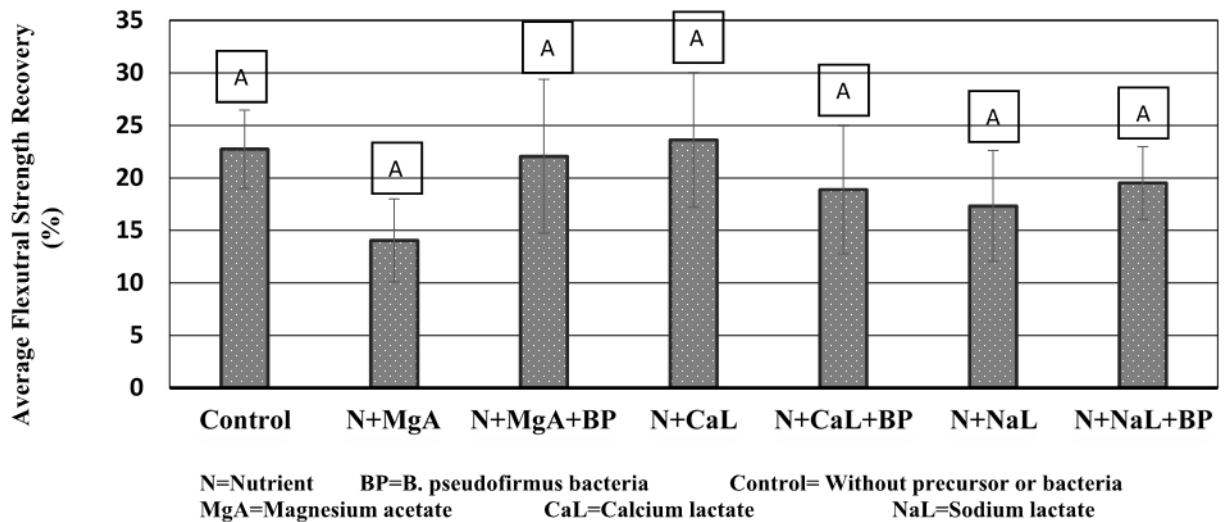 Average Flexutral Strength Recovery
(%)
35
30
25
20
15
10
5
0
A
A
A
A
A
A
A
Control N+MgA N+MgA+BP N+CaL N+CaL+BP N+NaL N+NaL+BP
N=Nutrient BP=B. pseudofirmus bacteria Control= Without precursor or bacteria
MgA=Magnesium acetate CaL=Calcium lactate NaL=Sodium lactate